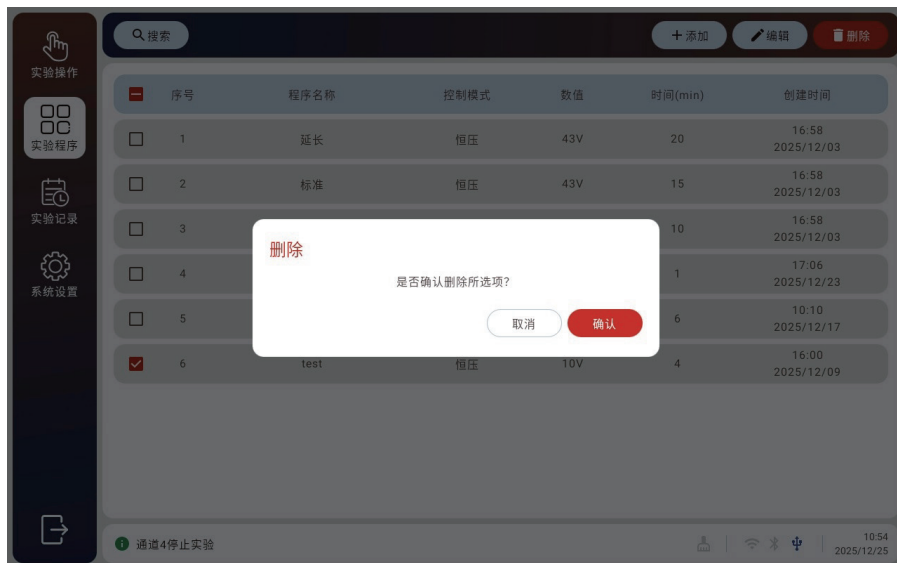 实验操作
实验程序
实验记录
系统设置
搜索
添加 编辑 删除
序号 程序名称 控制模式 数值 时间(min) 创建时间
1 延长 恒压 43V 20 16:58
2025/12/03
2 标准 恒压 43V 15 16:58
2025/12/03
3 10 16:58
2025/12/03
4 1 17:06
2025/12/23
5 6 10:10
2025/12/17
6 test 恒压 10V 4 16:00
2025/12/09
删除
是否确认删除所选项?
取消 确认
通道4停止实验
10:54
2025/12/25